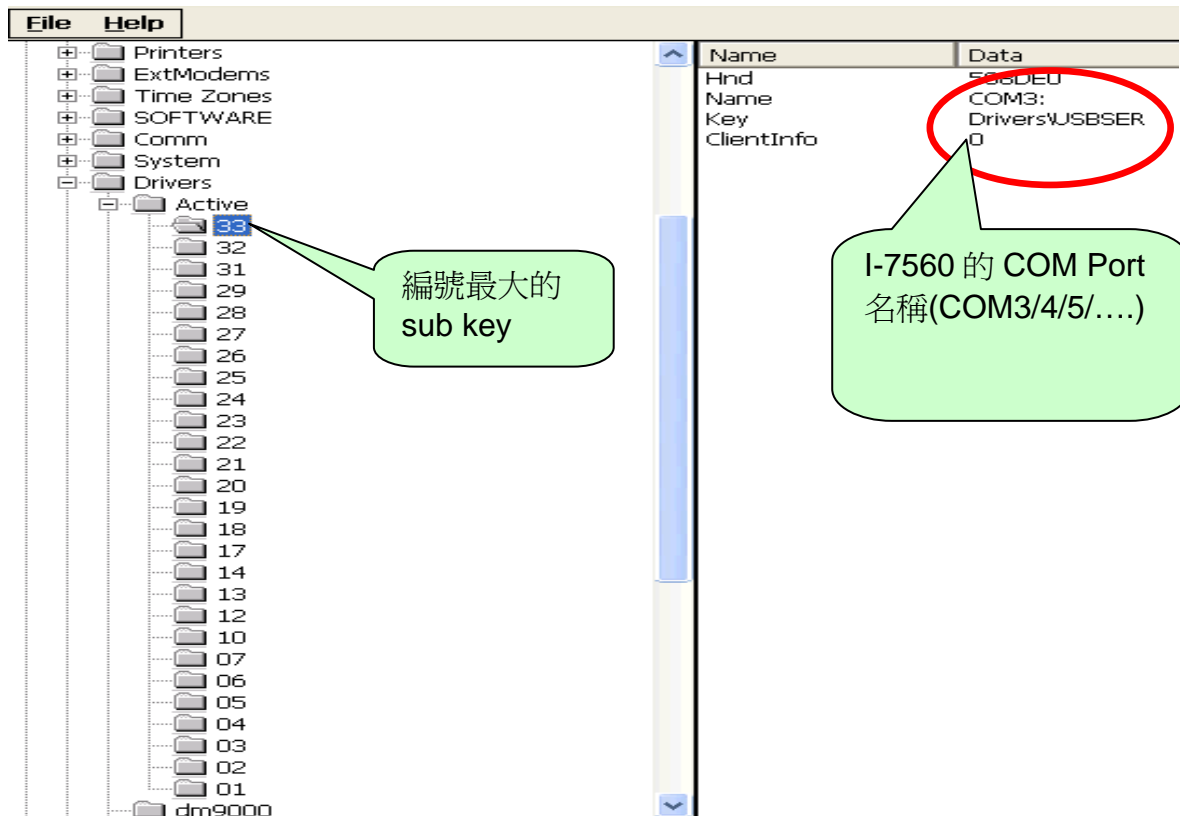 File Help
Printers
ExtModems
Time Zones
SOFTWARE
Comm
System
Drivers
Active
33
32
31
29
28
27
26
25
24
23
22
21
20
19
18
17
14
13
12
10
07
06
05
04
03
02
01
dm9000
編號最大的
sub key
Name Data
Hnd
Name COM3:
Key Drivers\USBSER
ClientInfo 0
I-7560 的 COM Port
名稱(COM3/4/5/….)